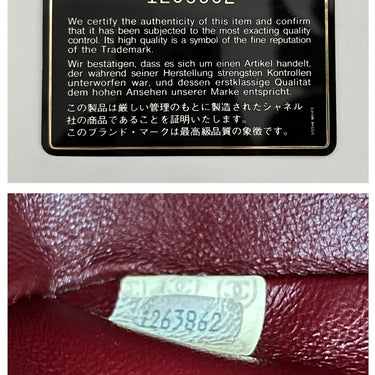 1263862
We certify the authenticity of this item and confirm
that it has been subjected to the most exacting quality
control. Its high quality is a symbol of the fine reputation
of the Trademark.
Wir bestätigen, dass es sich um einen Artikel handelt,
der während seiner Herstellung strengsten Kontrollen
unterworfen war, und dessen erstklassige Qualität
dem hohen Ansehen unserer Marke entspricht.
この製品は厳しい管理のもとに製造されたシャネル
社の商品であることを証明いたします。
このブランド・マークは最高級品質の象徴です。
1263862